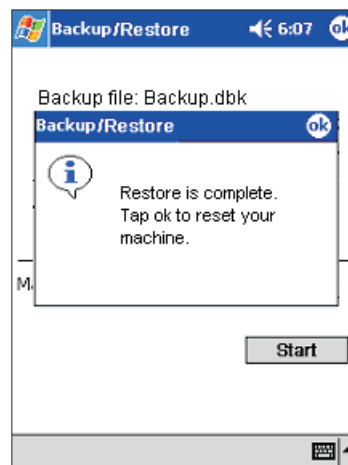 Backup/Restore 6:07 ok
Backup file: Backup.dbk
Backup/Restore ok
Restore is complete.
Tap ok to reset your
machine.
Start